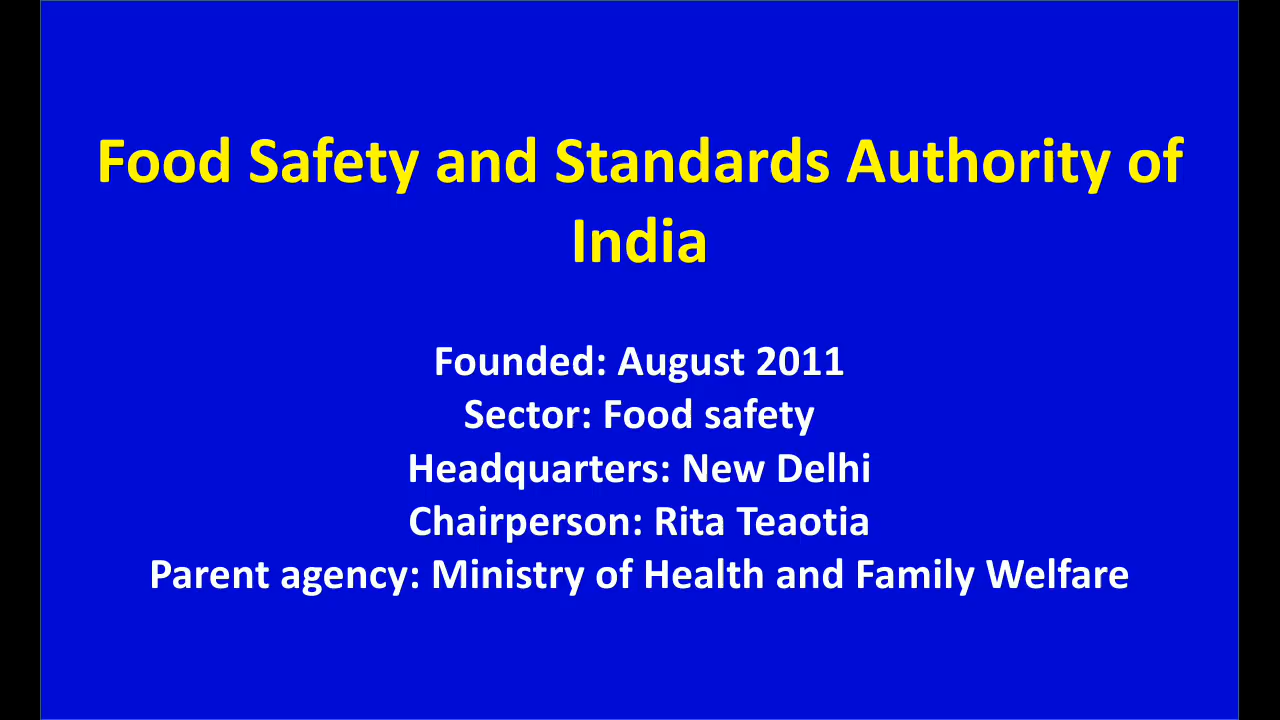 Food Safety and Standards Authority of
India
Founded: August 2011
Sector: Food safety
Headquarters: New Delhi
Chairperson: Rita Teaotia
Parent agency: Ministry of Health and Family Welfare